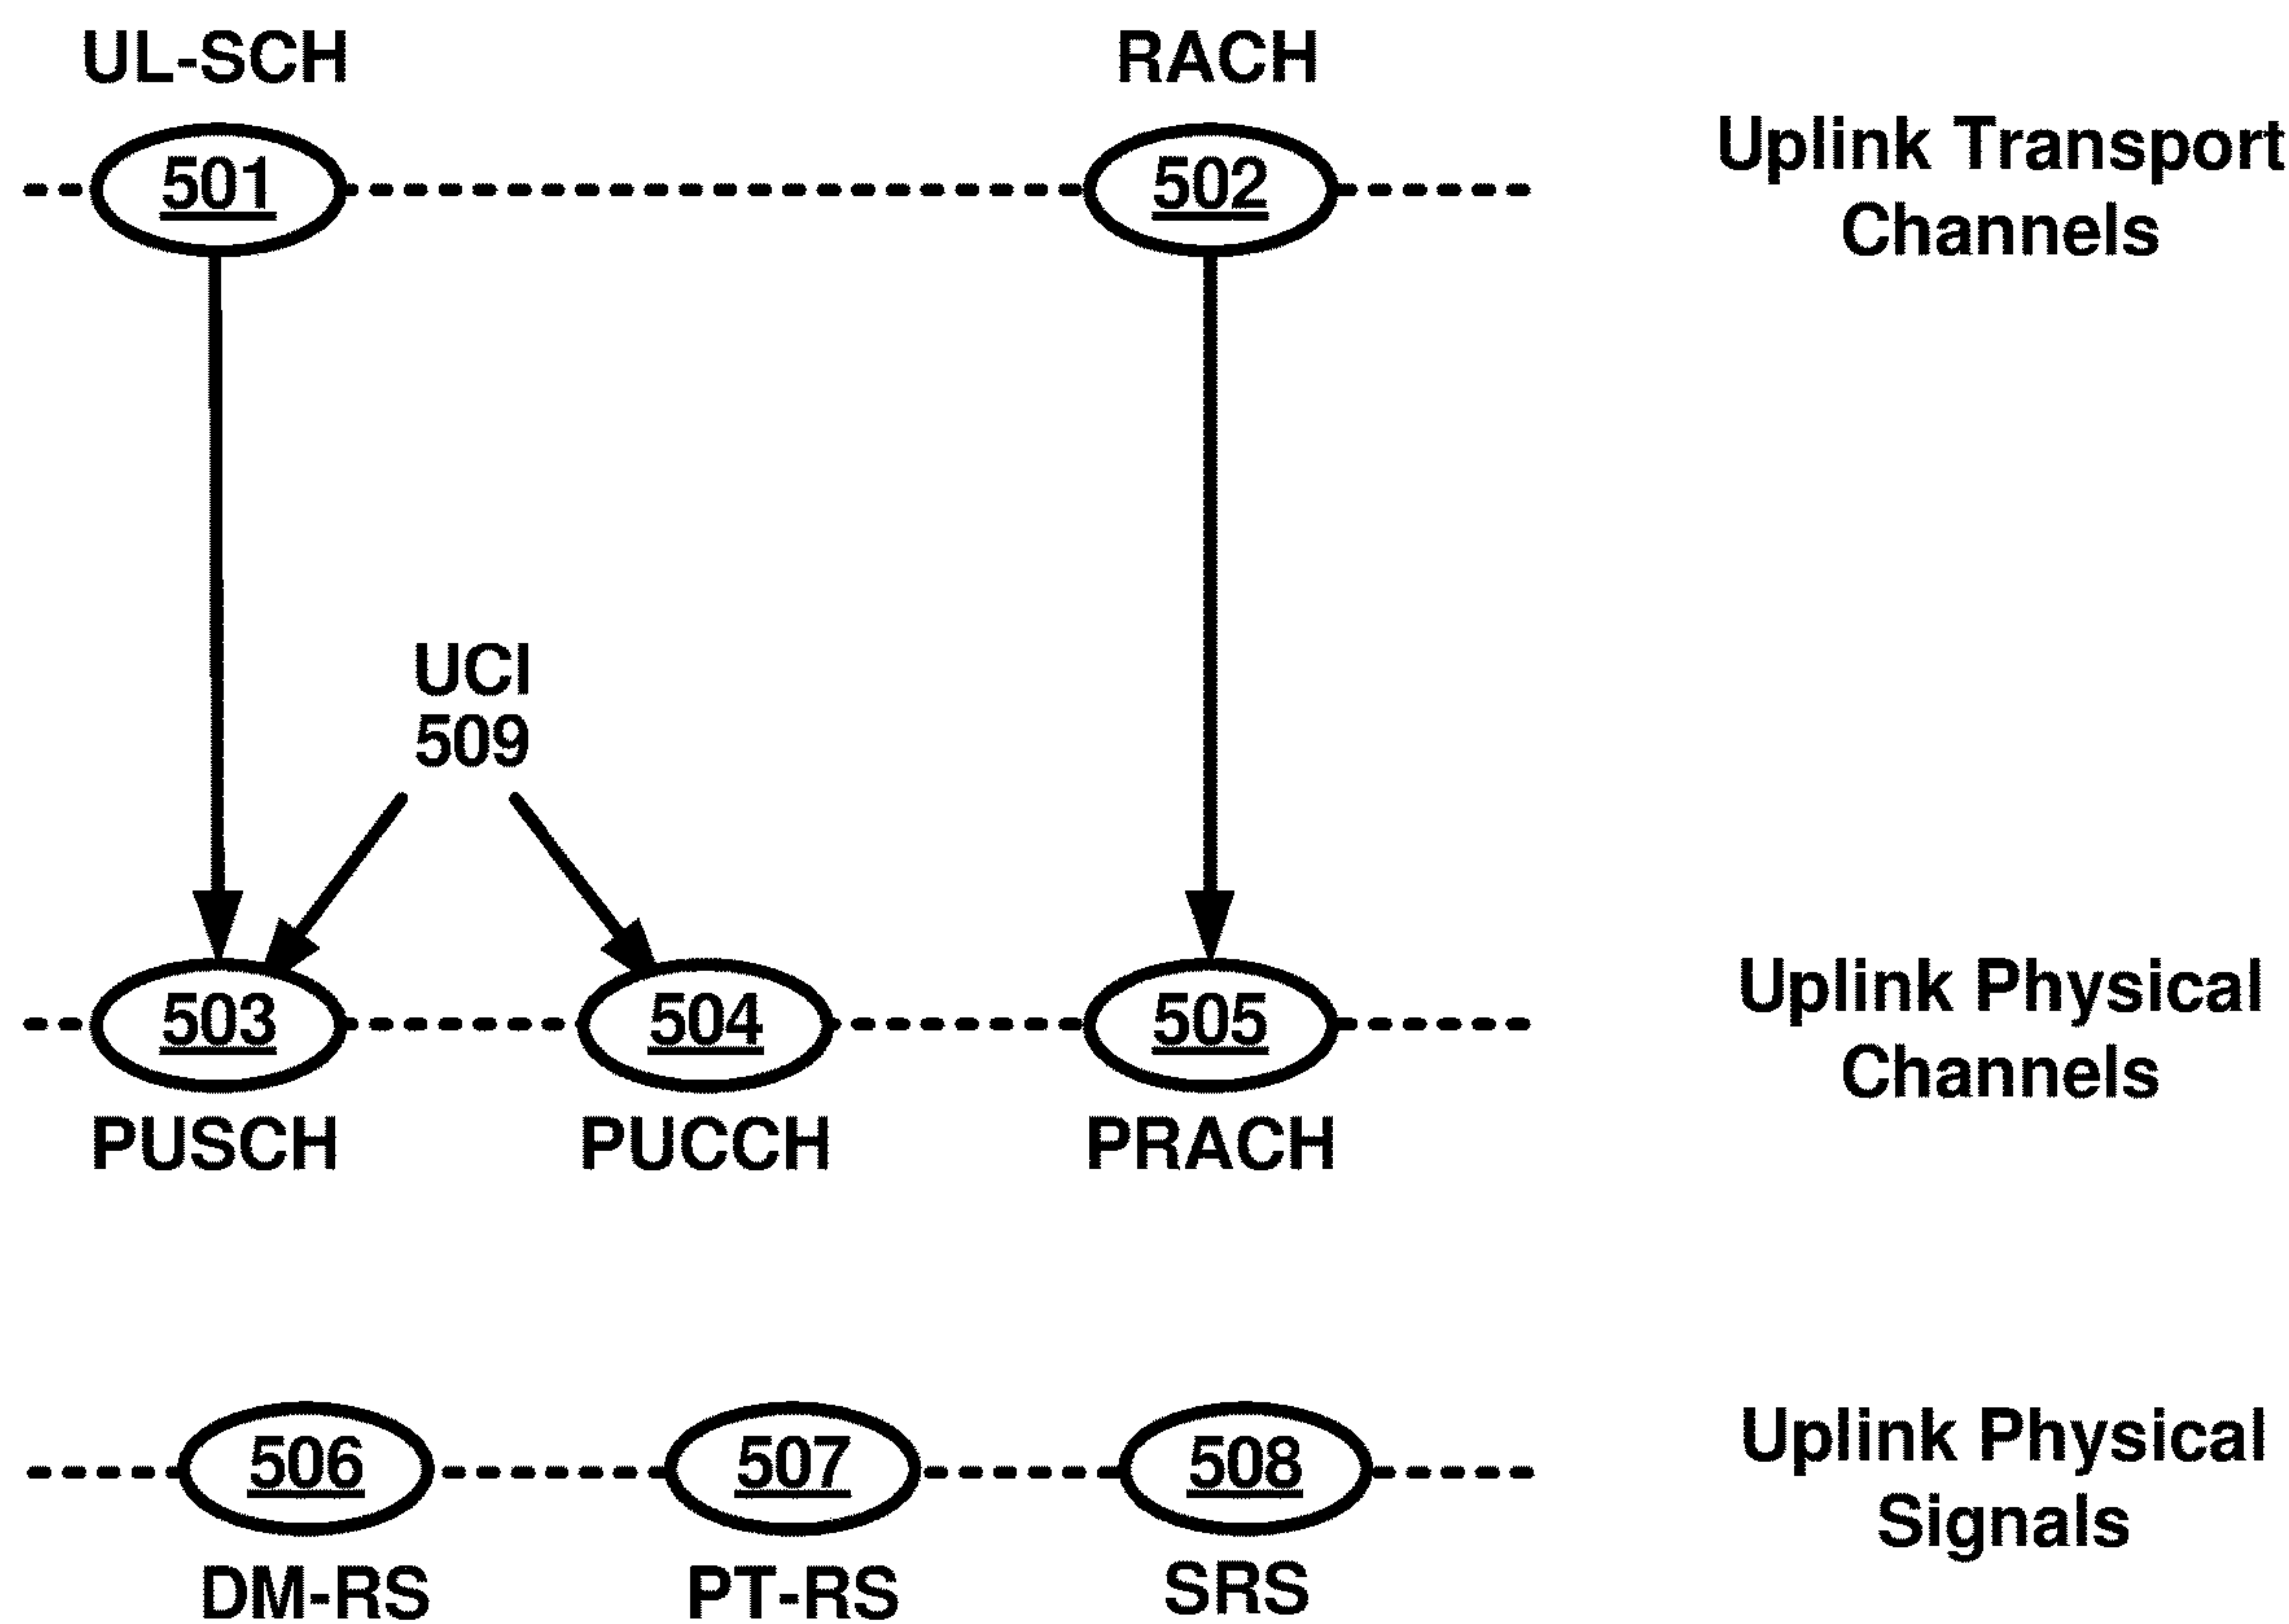 UL-SCH
RACH
501
502
Uplink Transport
Channels
UCI
509
503
504
505
Uplink Physical
Channels
PUSCH
PUCCH
PRACH
506
507
508
Uplink Physical
Signals
DM-RS
PT-RS
SRS